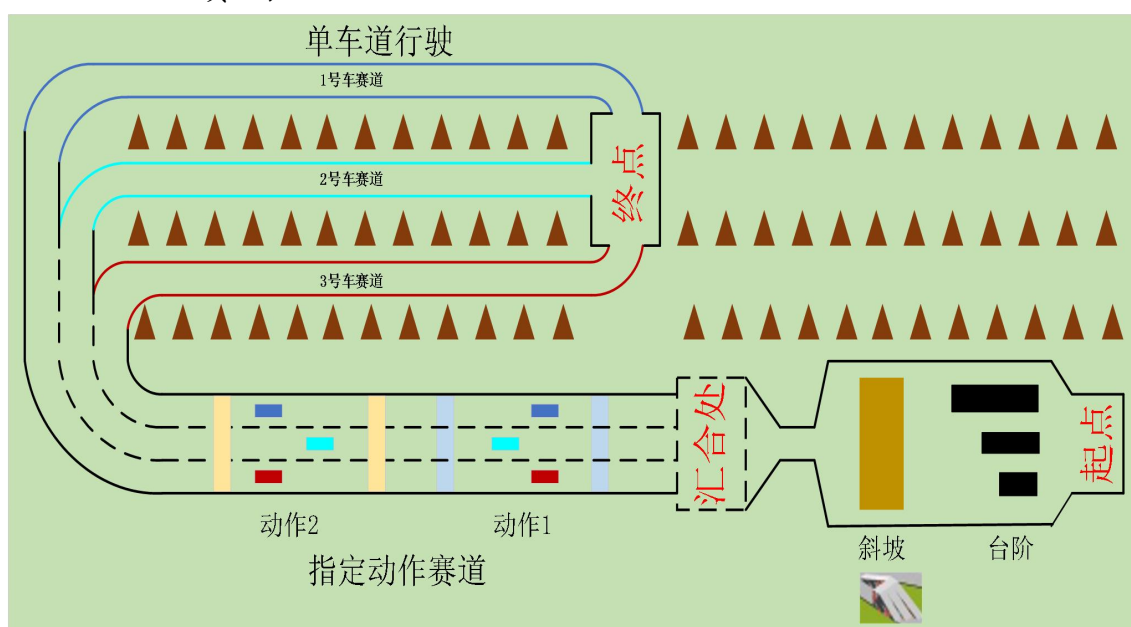 单车道行驶
1号车赛道
2号车赛道
3号车赛道
终点
汇合处
起点
动作2
动作1
斜坡
台阶
指定动作赛道